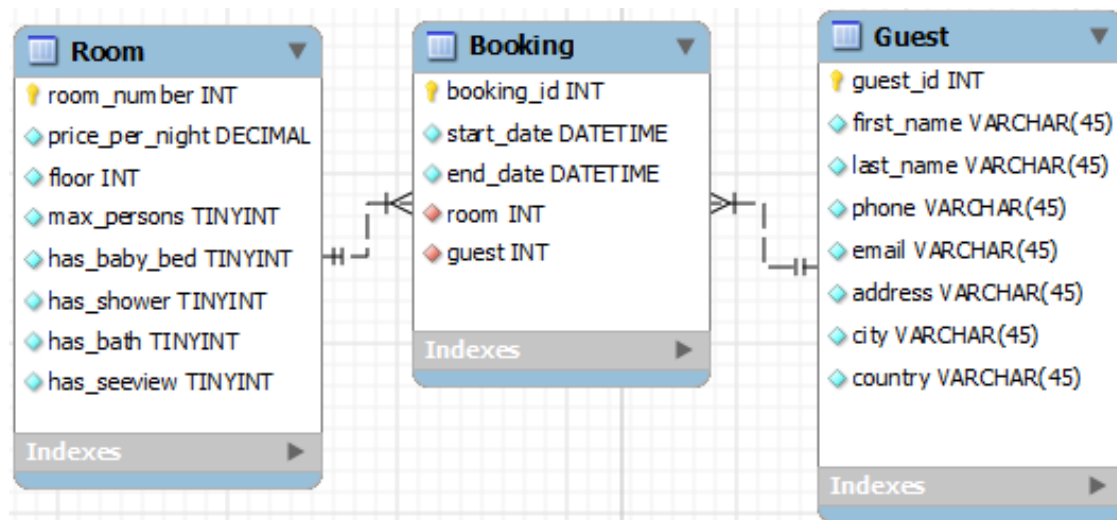 Room
room_number INT
price_per_night DECIMAL
floor INT
max_persons TINYINT
has_baby_bed TINYINT
has_shower TINYINT
has_bath TINYINT
has_seeview TINYINT
Indexes
Booking
booking_id INT
start_date DATETIME
end_date DATETIME
room INT
guest INT
Indexes
Guest
guest_id INT
first_name VARCHAR(45)
last_name VARCHAR(45)
phone VARCHAR(45)
email VARCHAR(45)
address VARCHAR(45)
city VARCHAR(45)
country VARCHAR(45)
Indexes